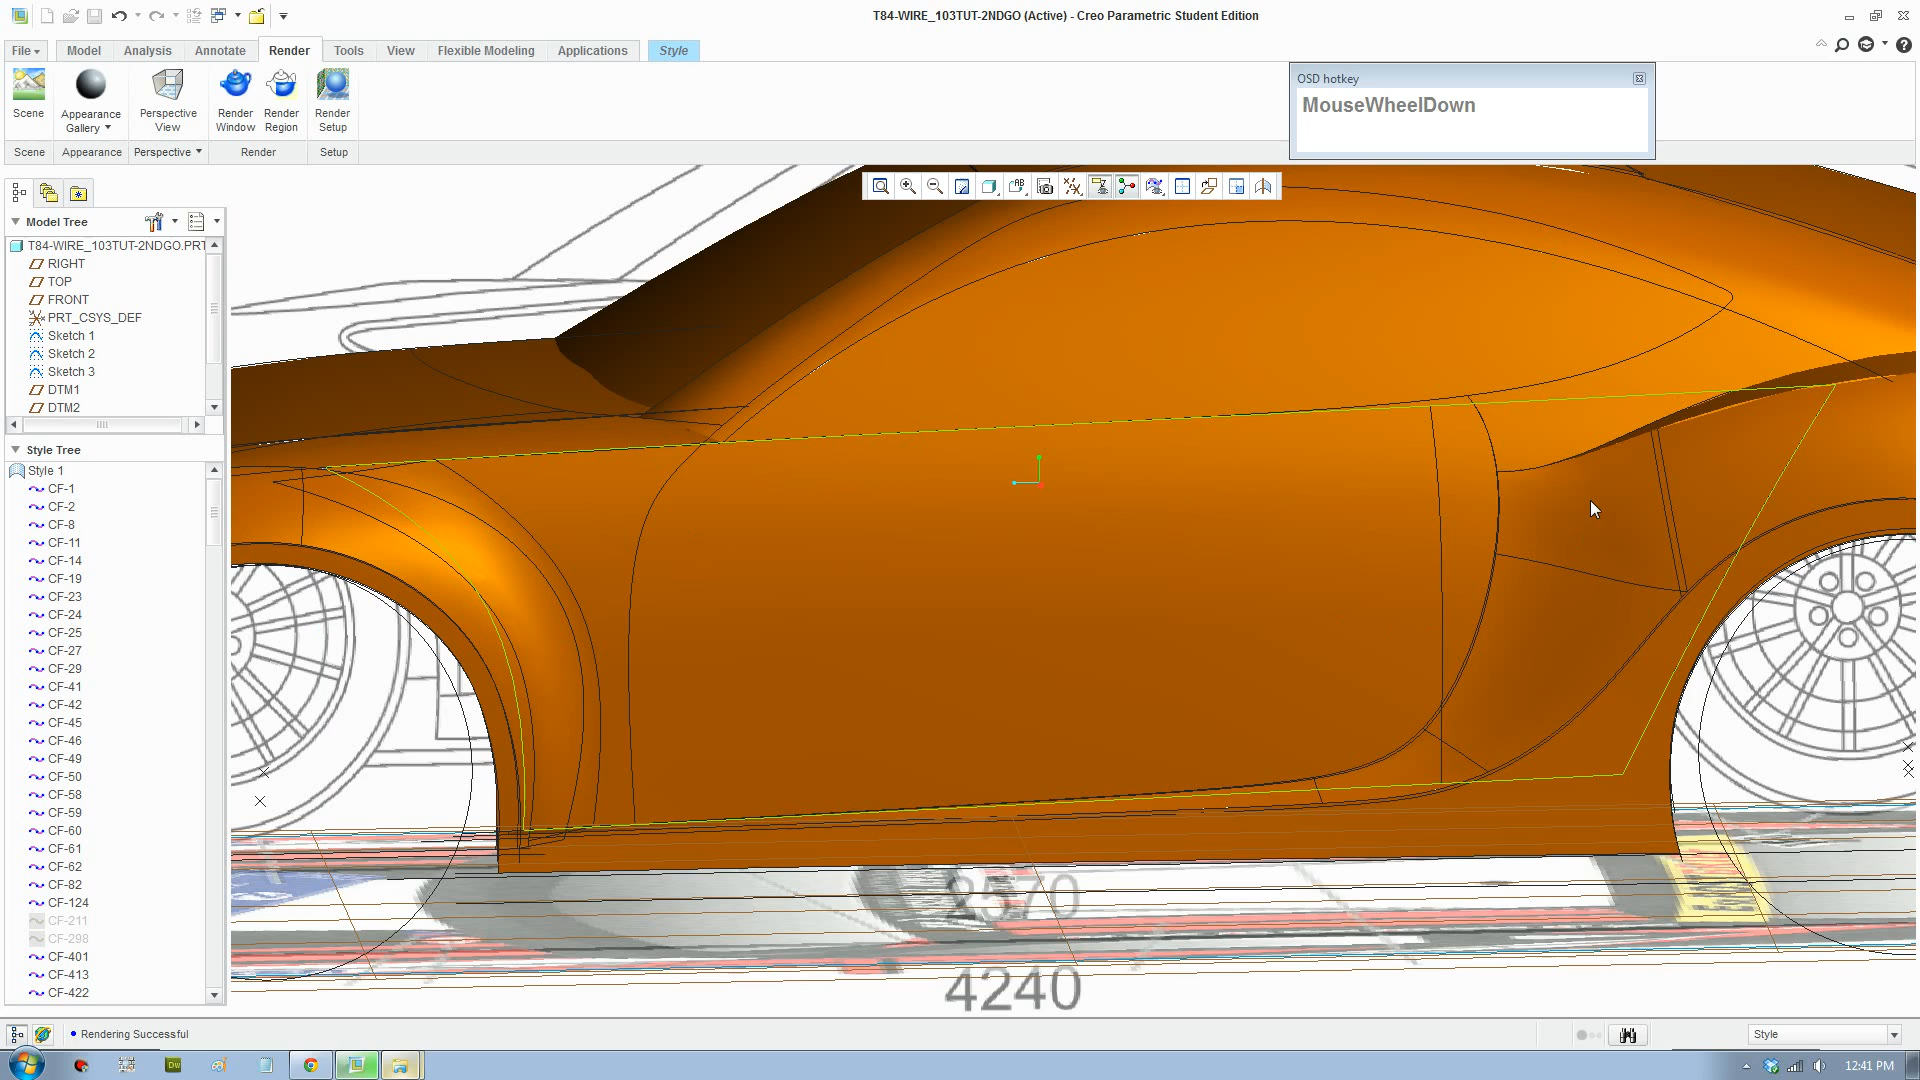 T84-WIRE_103TUT-2NDGO (Active) - Creo Parametric Student Edition
File Model Analysis Annotate Render Tools View Flexible Modeling Applications Style
OSD hotkey
MouseWheelDown
Scene
Appearance Gallery
Perspective View
Render Window
Render Region
Render Setup
Scene Appearance Perspective Render Setup
Model Tree
T84-WIRE_103TUT-2NDGO.PRT
RIGHT
TOP
FRONT
PRT_CSYS_DEF
Sketch 1
Sketch 2
Sketch 3
DTM1
DTM2
Style Tree
Style 1
CF-1
CF-2
CF-8
CF-11
CF-14
CF-19
CF-23
CF-24
CF-25
CF-27
CF-29
CF-41
CF-42
CF-45
CF-46
CF-49
CF-50
CF-58
CF-59
CF-60
CF-61
CF-62
CF-82
CF-124
CF-211
CF-298
CF-401
CF-413
CF-422
2570
4240
Rendering Successful
Style
Dw
12:41 PM